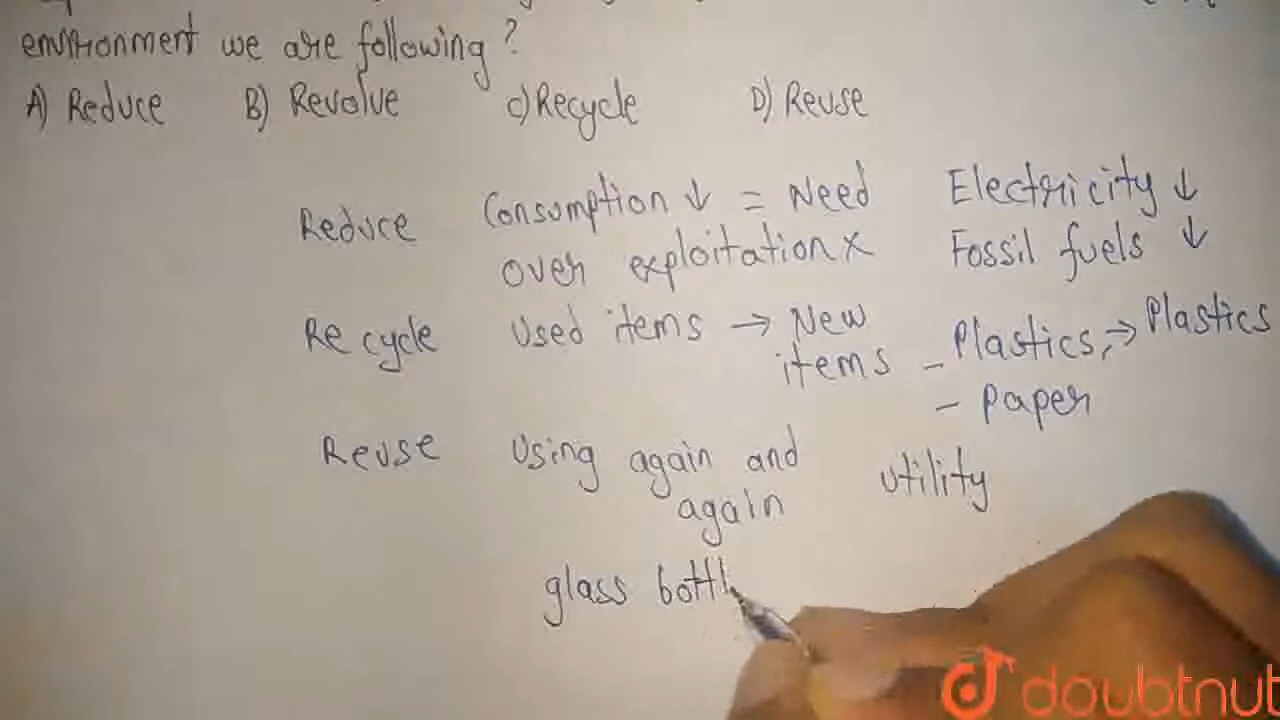 environment we are following?
A) Reduce B) Revolve C) Recycle D) Reuse
Reduce Consumption ↓ = Need Electricity ↓
over exploitation × Fossil fuels ↓
Recycle Used items → New items - Plastics, → Plastics
- Paper
Reuse Using again and again utility
glass bottl
doubtnut